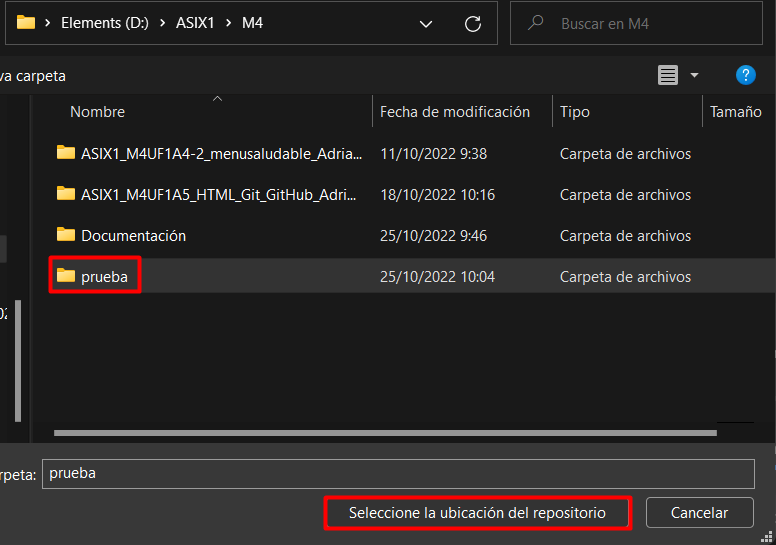 Elements (D:) > ASIX1 > M4
Buscar en M4
va carpeta
?
Nombre Fecha de modificación Tipo Tamaño
ASIX1_M4UF1A4-2_menusaludable_Adria... 11/10/2022 9:38 Carpeta de archivos
ASIX1_M4UF1A5_HTML_Git_GitHub_Adri... 18/10/2022 10:16 Carpeta de archivos
Documentación 25/10/2022 9:46 Carpeta de archivos
prueba 25/10/2022 10:04 Carpeta de archivos
02
rpeta: prueba
Seleccione la ubicación del repositorio Cancelar